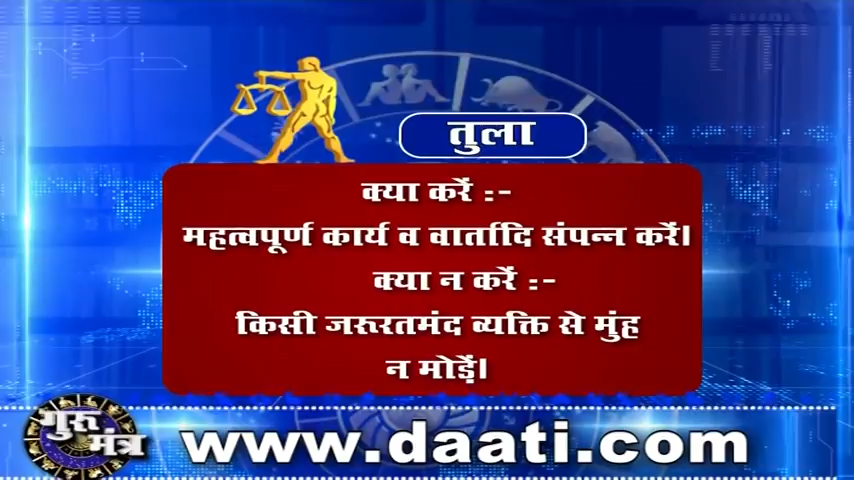 तुला
क्या करें :-
महत्वपूर्ण कार्य व वार्तादि संपन्न करें।
क्या न करें :-
किसी जरूरतमंद व्यक्ति से मुंह
न मोड़ें।
गुरू
मंत्र
www.daati.com